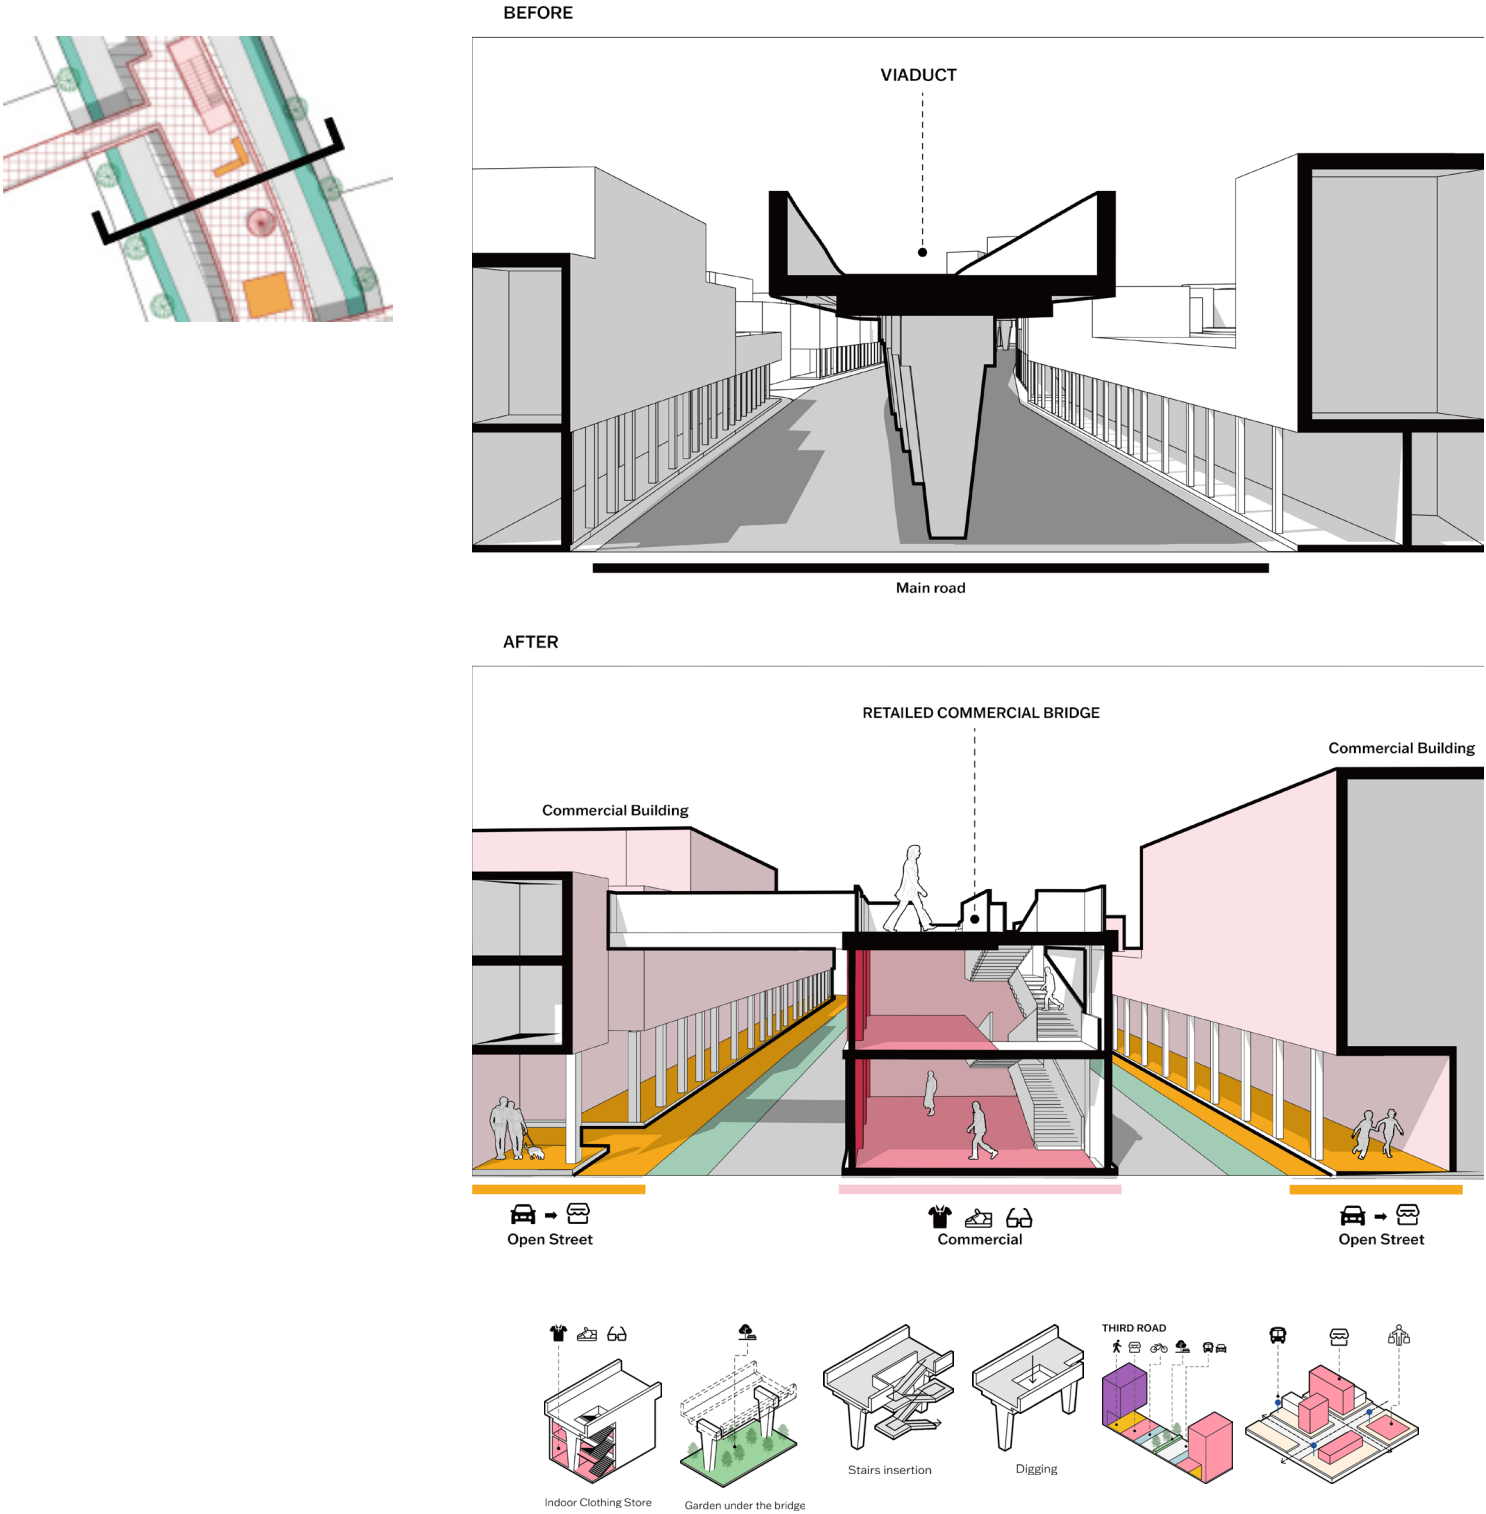 BEFORE
VIADUCT
Main road
AFTER
RETAILED COMMERCIAL BRIDGE
Commercial Building
Commercial Building
Open Street
Commercial
Open Street
THIRD ROAD
Indoor Clothing Store
Garden under the bridge
Stairs insertion
Digging